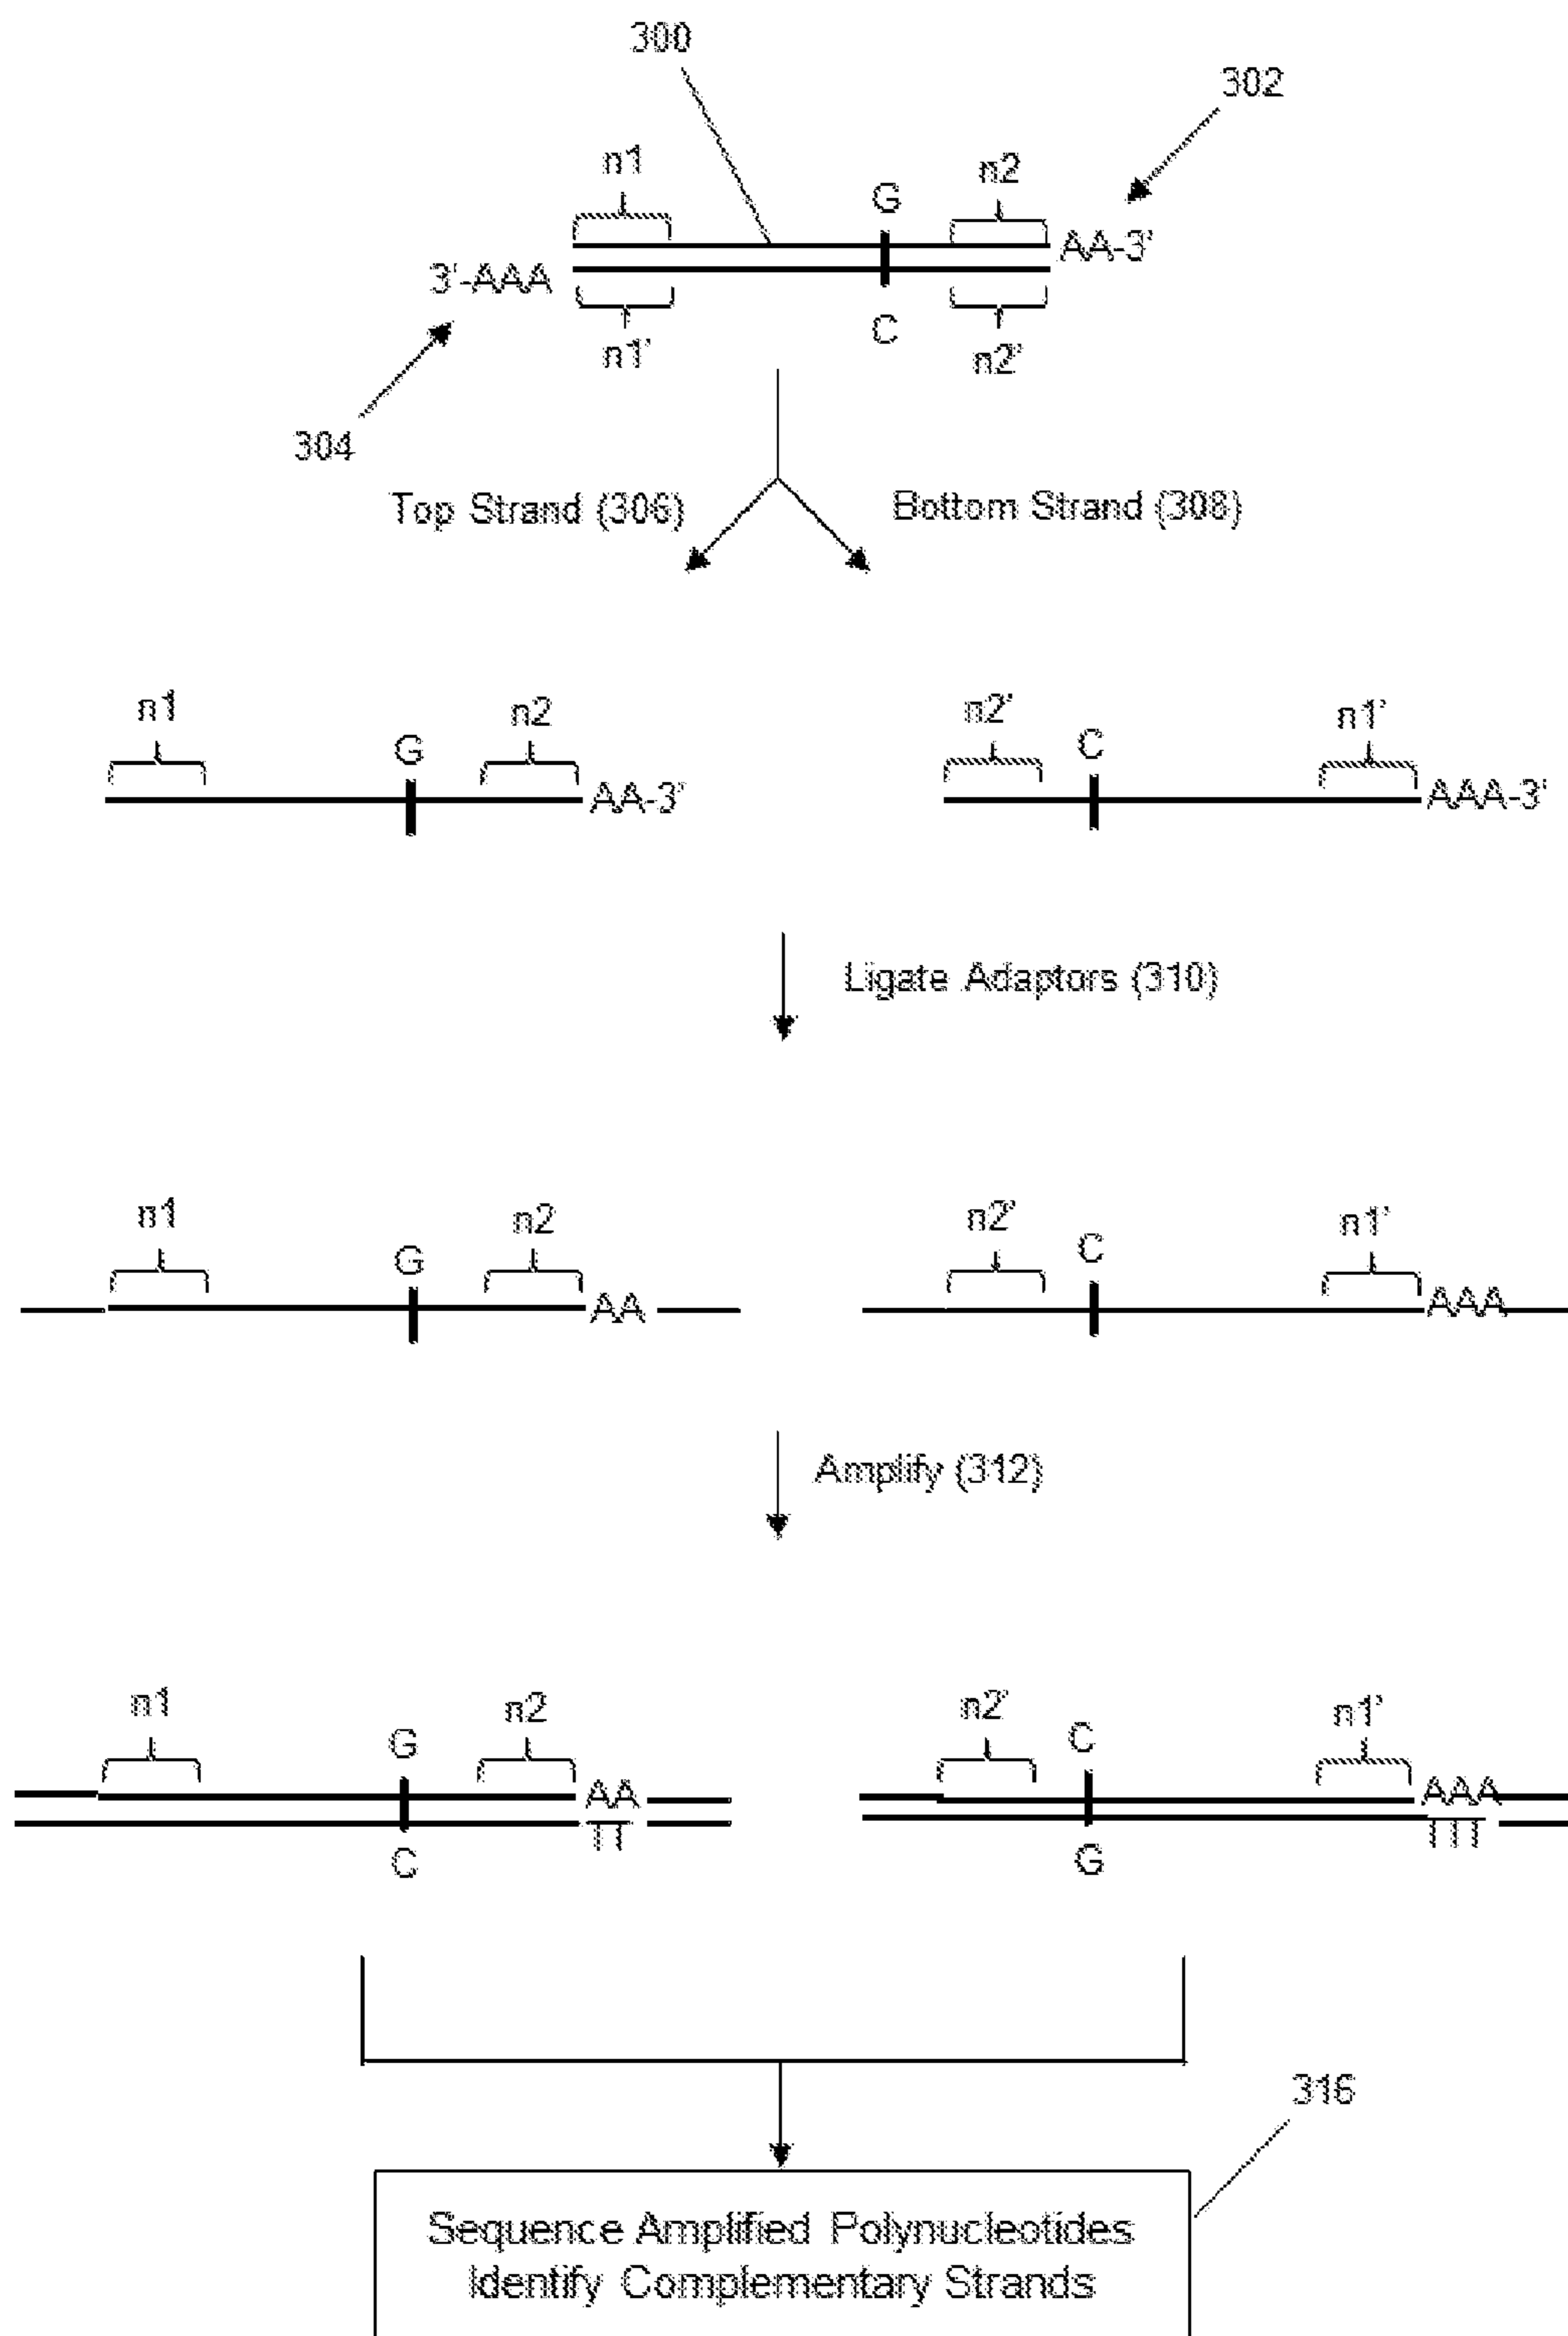 300
302
n1
n2
G
AA-3'
3'-AAA
n1'
C
n2'
304
Top Strand (306)
Bottom Strand (308)
n1
G
n2
AA-3'
n2'
C
n1'
AAA-3'
Ligate Adaptors (310)
n1
G
n2
AA
n2'
C
n1'
AAA
Amplify (312)
n1
G
n2
AA
TT
C
n2'
C
n1'
AAA
TTT
G
316
Sequence Amplified Polynucleotides
Identify Complementary Strands